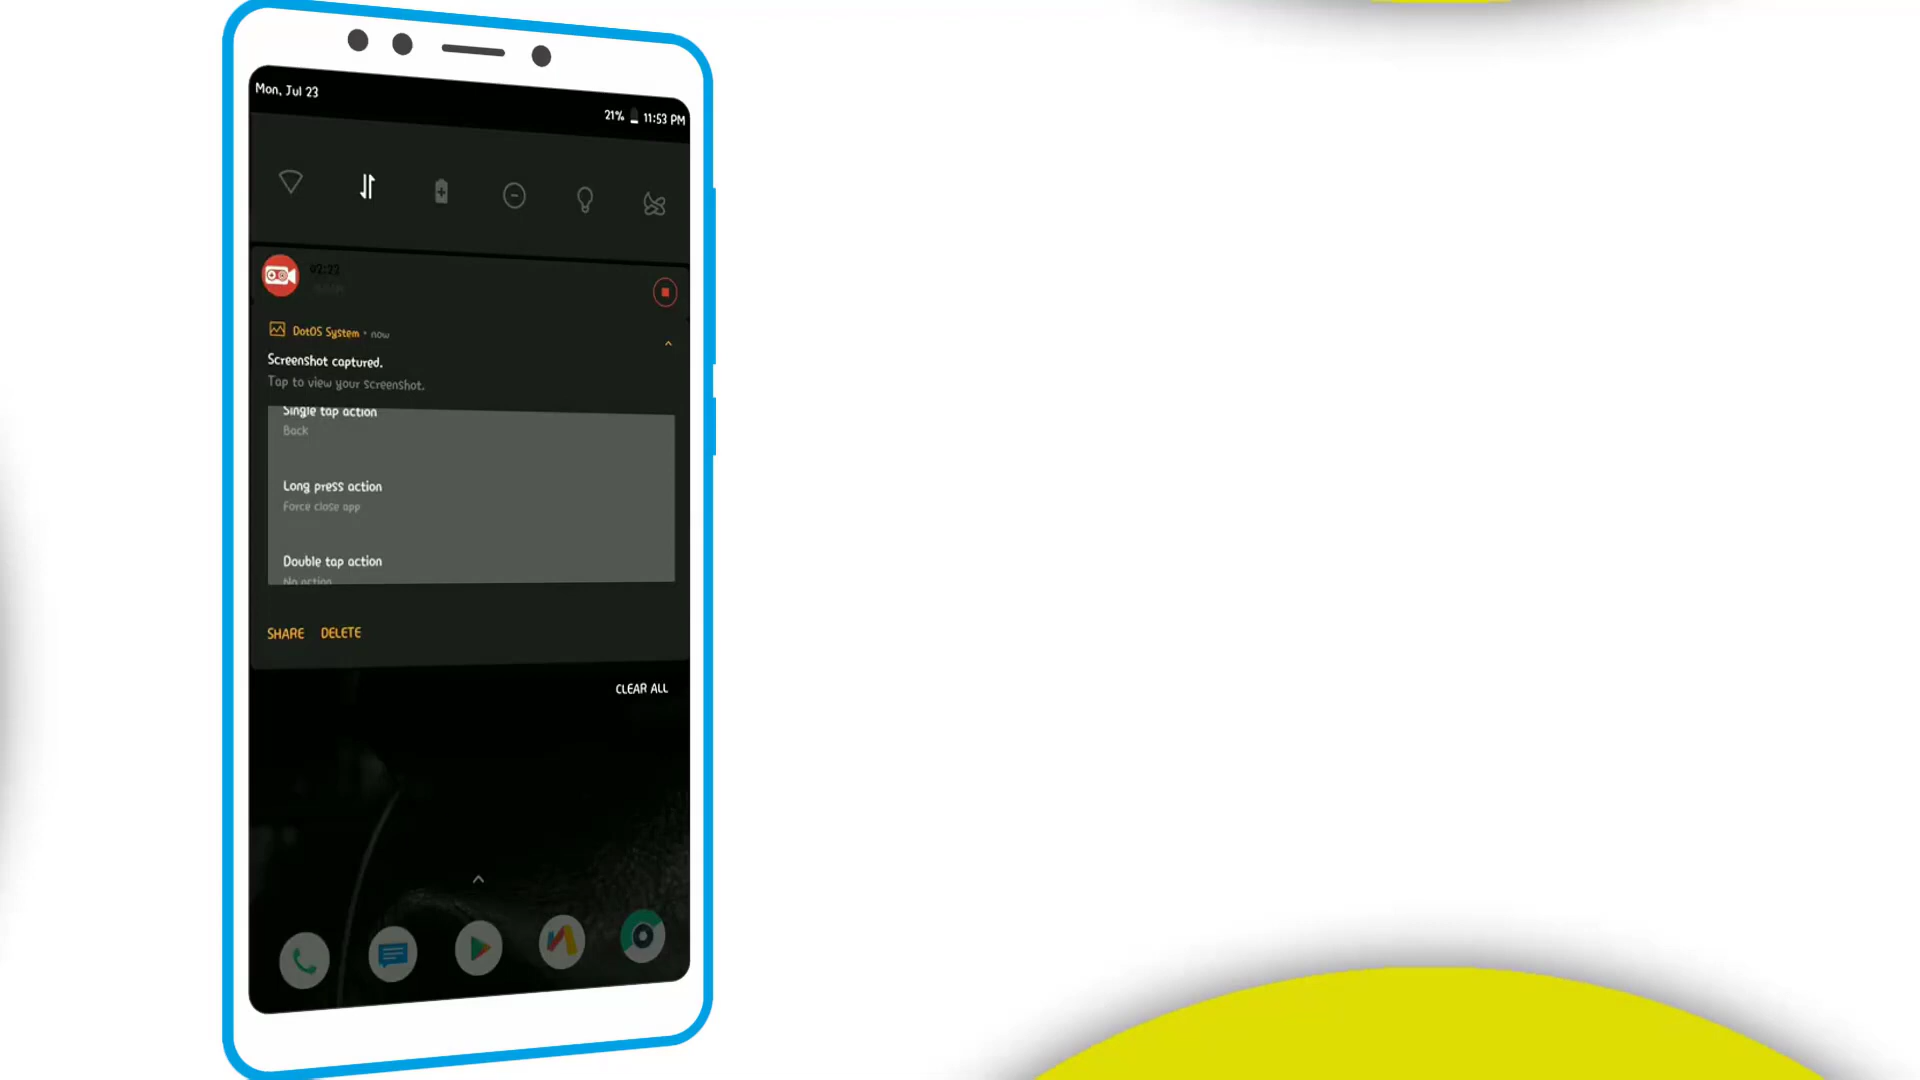 Mon, Jul 23
21% 11:53 PM
02:22
DotOS System • now
Screenshot captured.
Tap to view your screenshot.
Single tap action
Back
Long press action
Force close app
Double tap action
No action
SHARE DELETE
CLEAR ALL